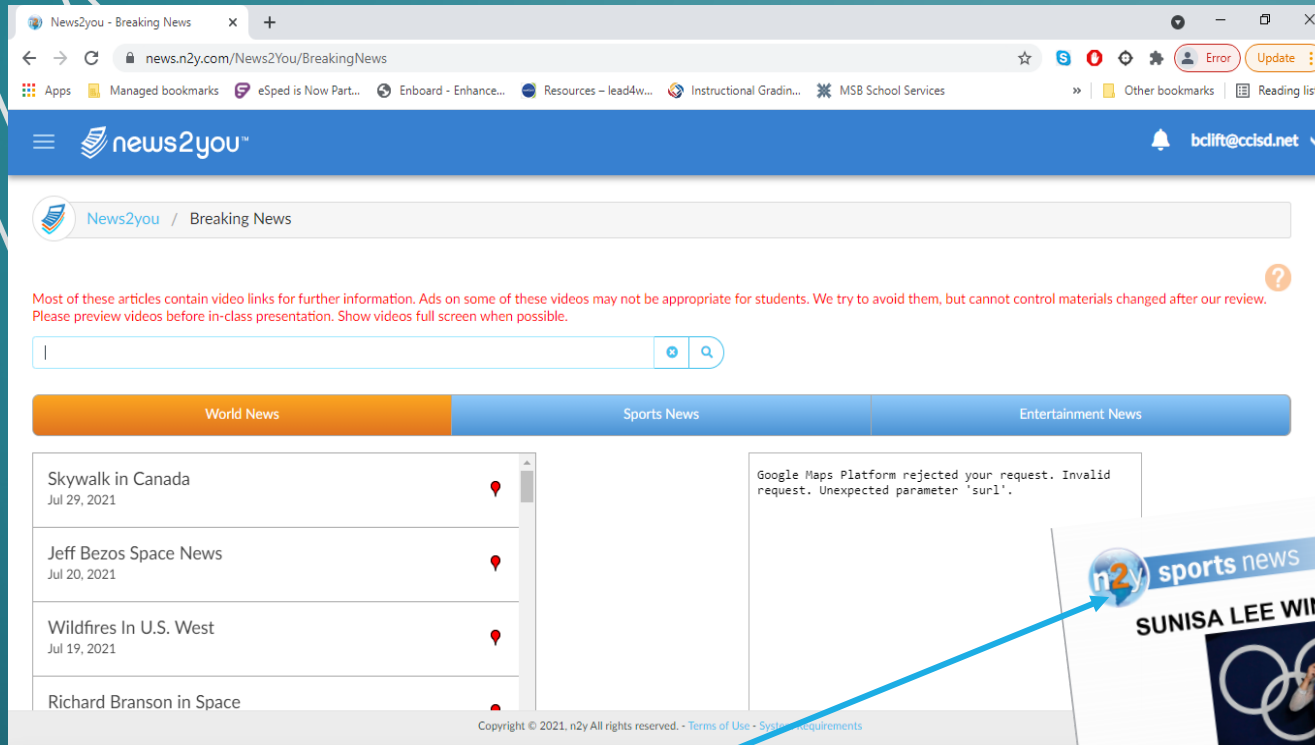 News2you - Breaking News
news.n2y.com/News2You/BreakingNews
Error
Update
Apps
Managed bookmarks
eSped is Now Part...
Enboard - Enhance...
Resources – lead4w...
Instructional Gradin...
MSB School Services
»
Other bookmarks
Reading list
news2you™
bclift@ccisd.net
News2you / Breaking News
Most of these articles contain video links for further information. Ads on some of these videos may not be appropriate for students. We try to avoid them, but cannot control materials changed after our review.
Please preview videos before in-class presentation. Show videos full screen when possible.
World News
Sports News
Entertainment News
Skywalk in Canada
Jul 29, 2021
Jeff Bezos Space News
Jul 20, 2021
Wildfires In U.S. West
Jul 19, 2021
Richard Branson in Space
Google Maps Platform rejected your request. Invalid
request. Unexpected parameter 'surl'.
n2y sports news
SUNISA LEE WIN
Copyright © 2021, n2y All rights reserved. - Terms of Use - System Requirements